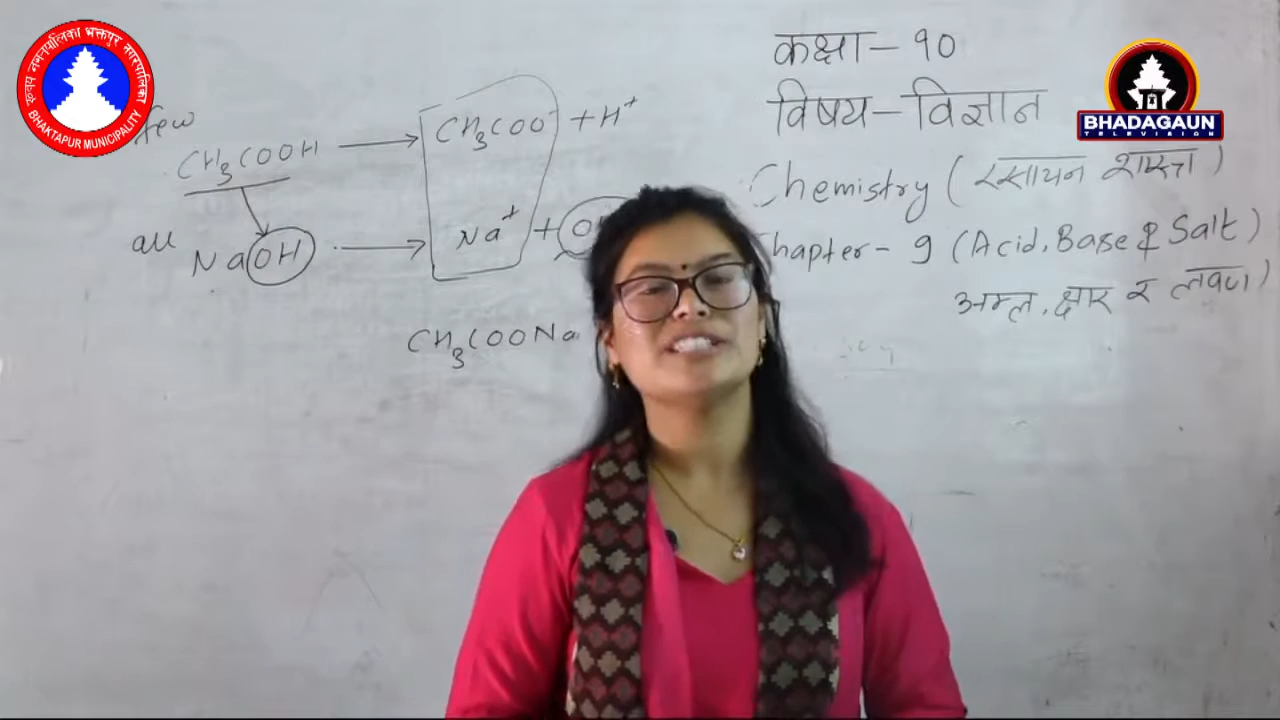 कक्षा – १०
विषय – विज्ञान
Chemistry (रसायन शास्त्र)
Chapter - 9 (Acid, Base & Salt)
अम्ल, क्षार र लवण)
few
CH₃COOH → CH₃COO⁻ + H⁺
all
NaOH → Na⁺ +
CH₃COONa
BHAKTAPUR MUNICIPALITY
BHADAGAUN
TELEVISION